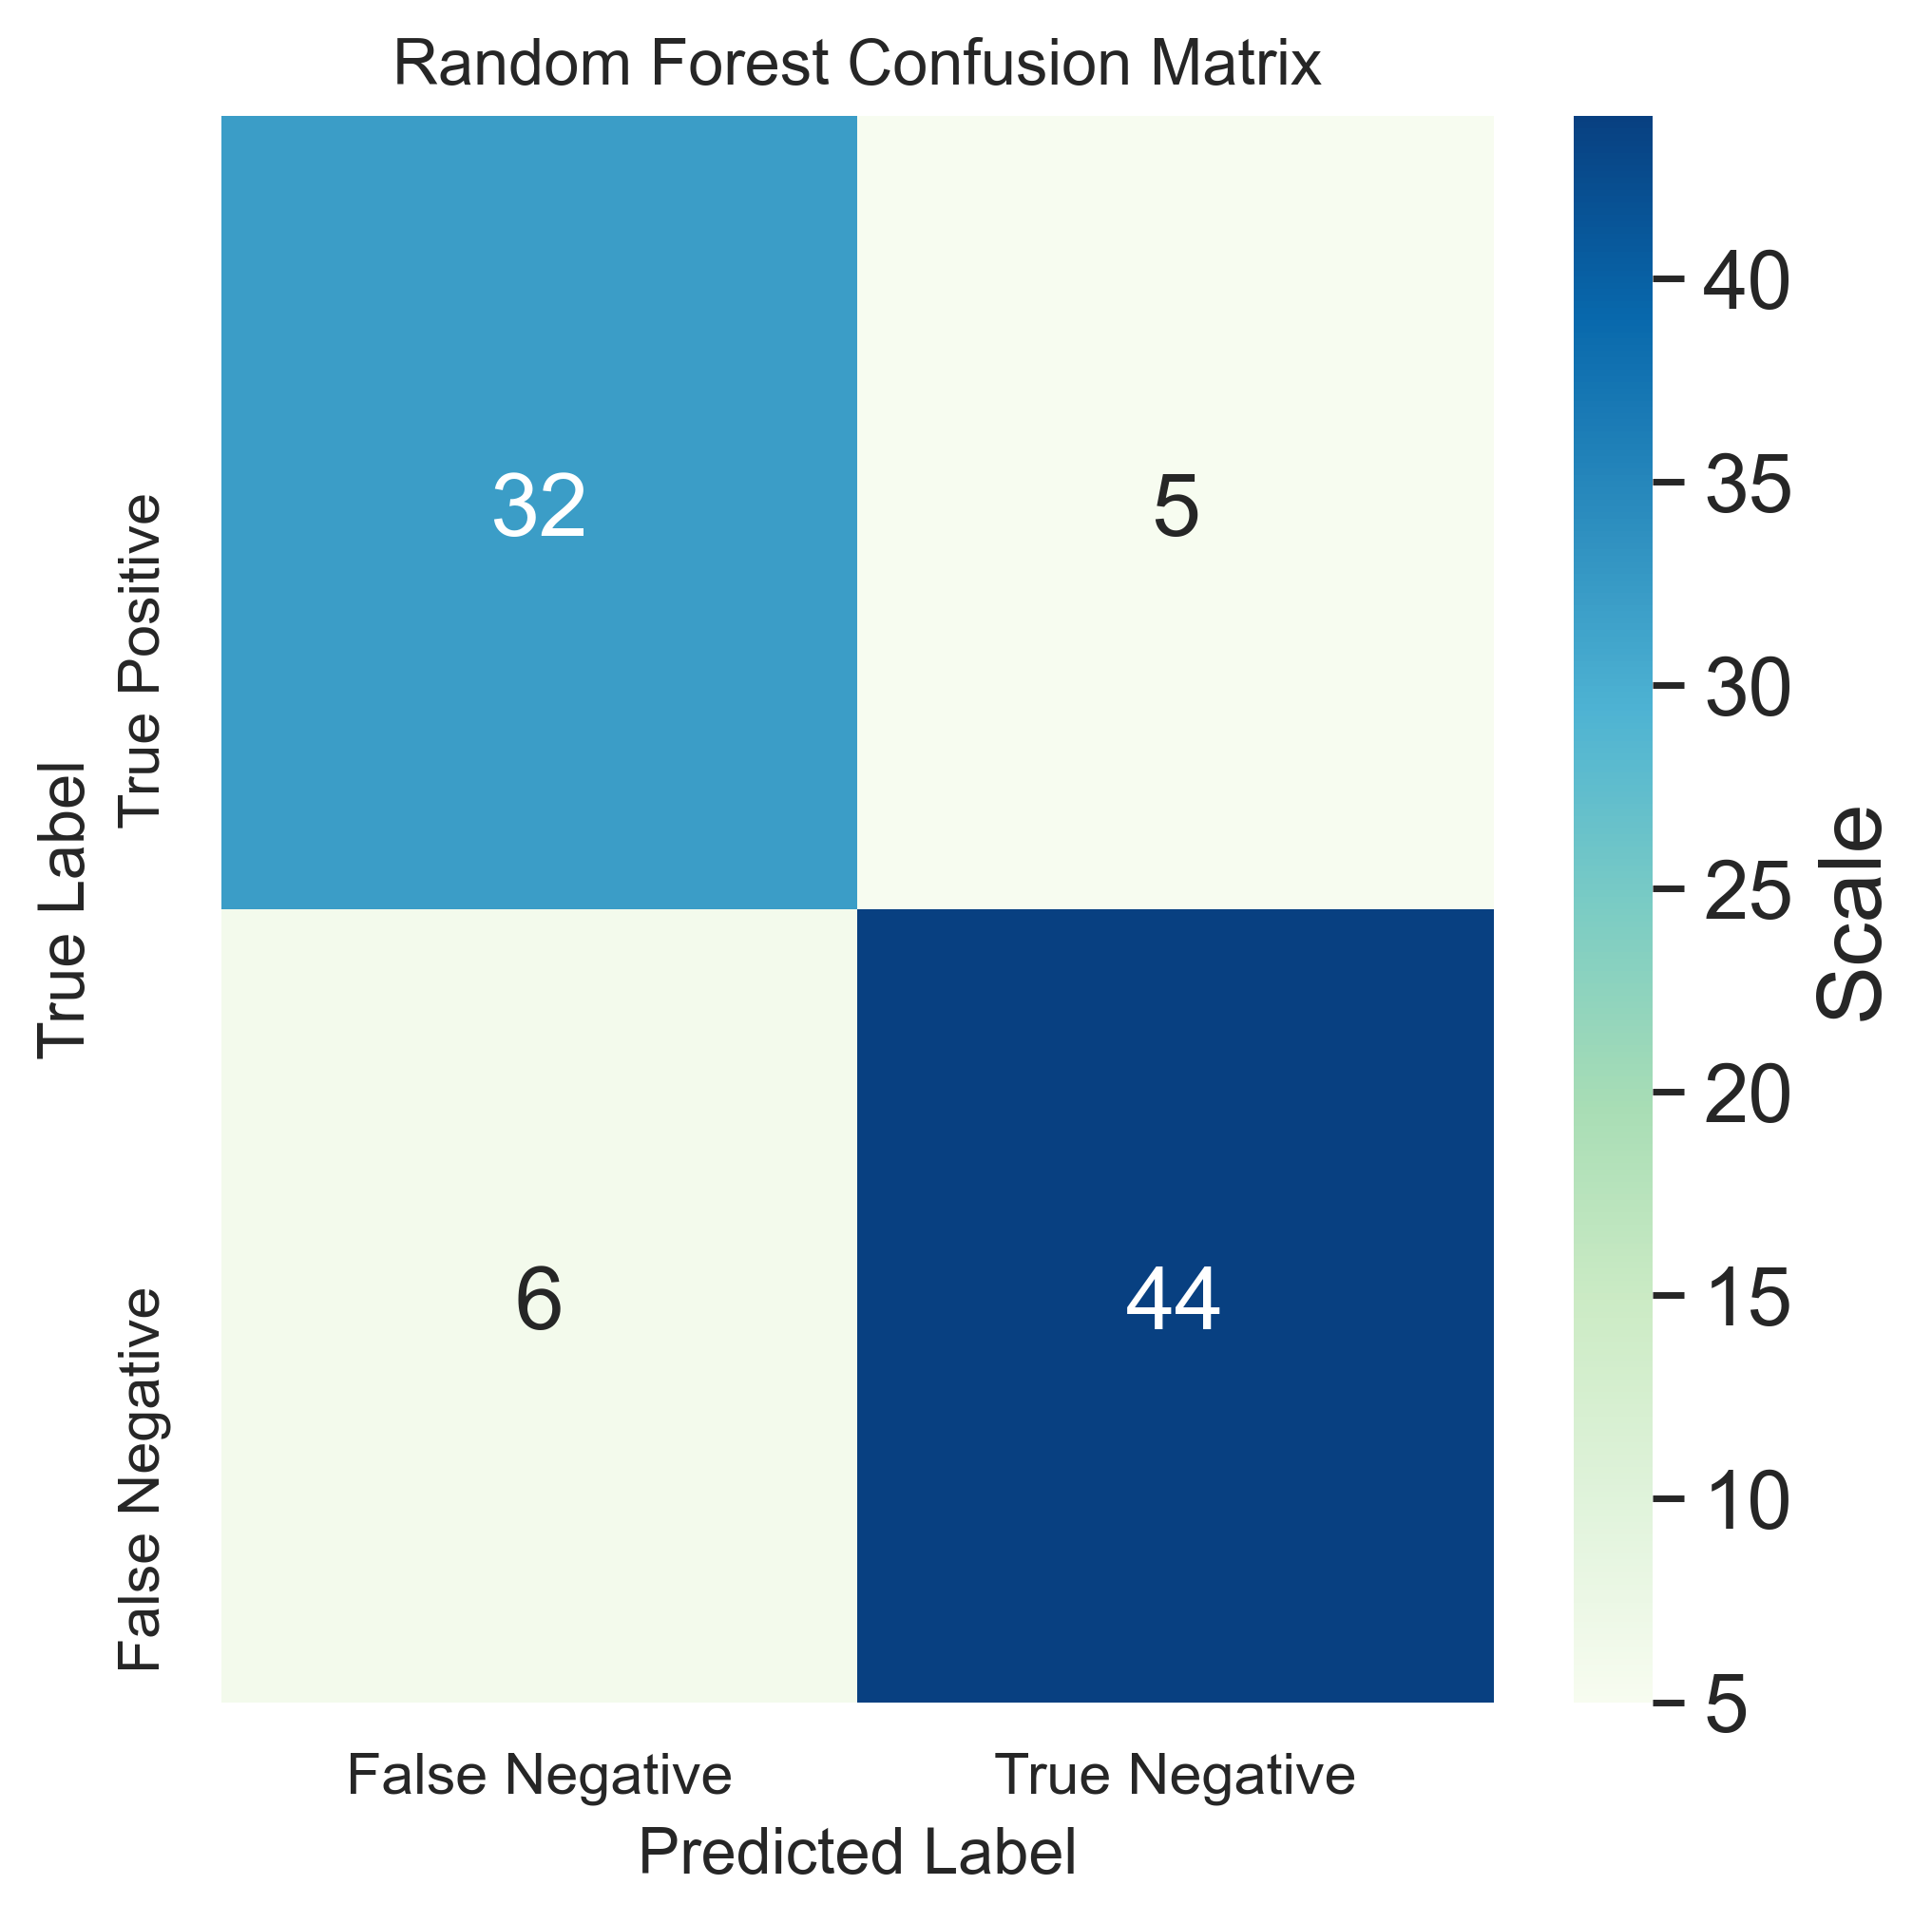 Random Forest Confusion Matrix
True Label
True Positive
False Negative
32
5
6
44
False Negative
True Negative
Predicted Label
40
35
30
25
20
15
10
5
Scale